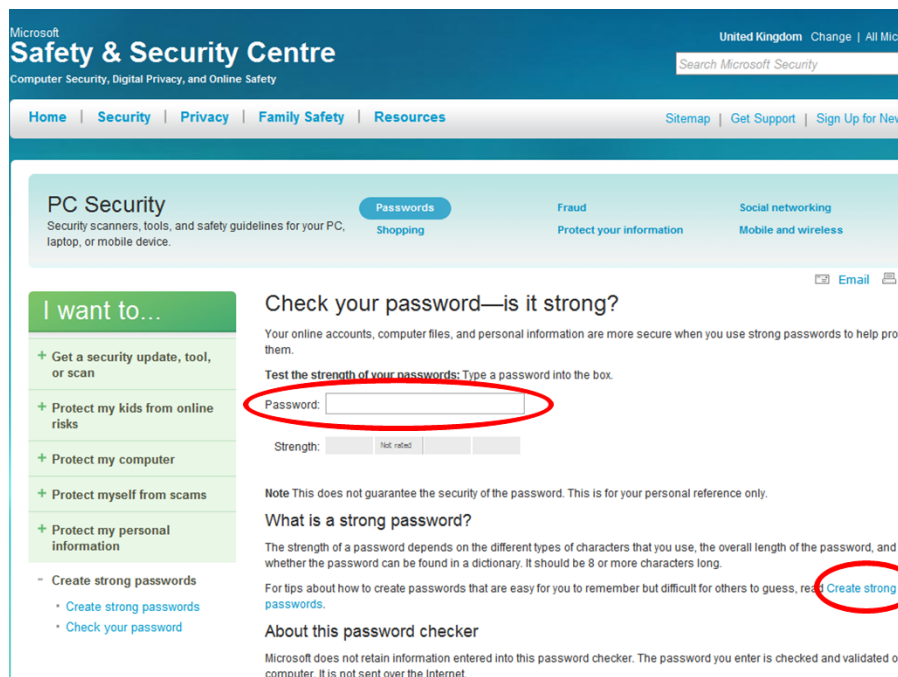 Microsoft
Safety & Security Centre
Computer Security, Digital Privacy, and Online Safety
United Kingdom Change | All Mic
Search Microsoft Security
Home | Security | Privacy | Family Safety | Resources
Sitemap | Get Support | Sign Up for New
PC Security
Security scanners, tools, and safety guidelines for your PC,
laptop, or mobile device.
Passwords
Fraud
Social networking
Shopping
Protect your information
Mobile and wireless
Email
I want to...
+ Get a security update, tool,
or scan
+ Protect my kids from online
risks
+ Protect my computer
+ Protect myself from scams
+ Protect my personal
information
- Create strong passwords
• Create strong passwords
• Check your password
Check your password—is it strong?
Your online accounts, computer files, and personal information are more secure when you use strong passwords to help pro
them.
Test the strength of your passwords: Type a password into the box.
Password:
Strength: Not rated
Note This does not guarantee the security of the password. This is for your personal reference only.
What is a strong password?
The strength of a password depends on the different types of characters that you use, the overall length of the password, and
whether the password can be found in a dictionary. It should be 8 or more characters long.
For tips about how to create passwords that are easy for you to remember but difficult for others to guess, read Create strong
passwords.
About this password checker
Microsoft does not retain information entered into this password checker. The password you enter is checked and validated o
computer. It is not sent over the Internet.